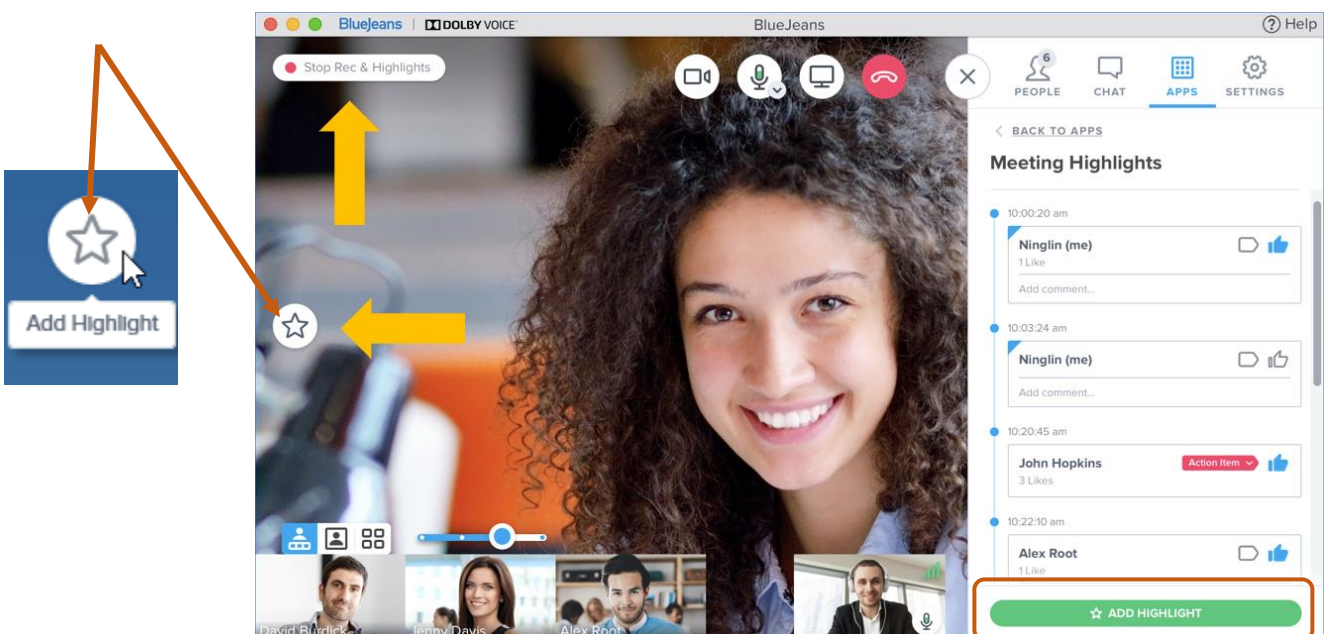 BlueJeans | DOLBY VOICE
BlueJeans
? Help
Stop Rec & Highlights
6
PEOPLE CHAT APPS SETTINGS
BACK TO APPS
Meeting Highlights
10:00:20 am
Ninglin (me)
1 Like
Add comment...
10:03:24 am
Ninglin (me)
Add comment...
10:20:45 am
John Hopkins
Action Item
3 Likes
10:22:10 am
Alex Root
1 Like
ADD HIGHLIGHT
Add Highlight
David Burdick Jenny Davis Alex Root